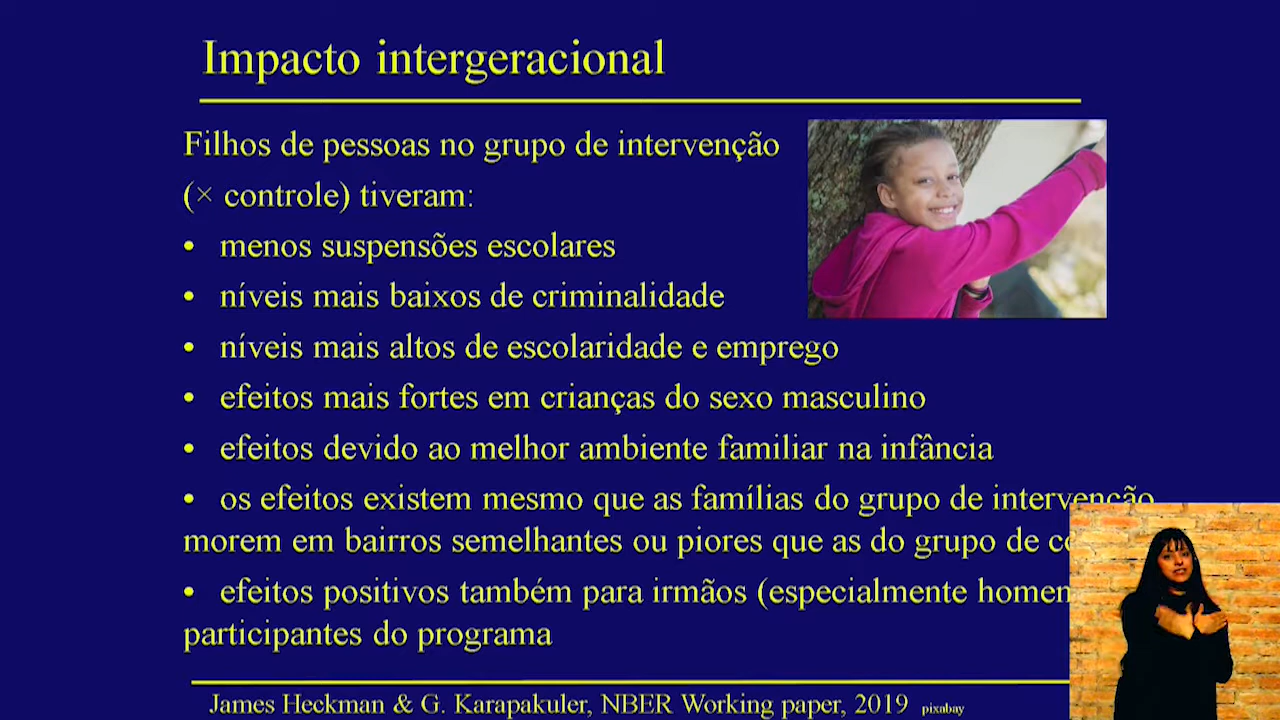 Impacto intergeracional
Filhos de pessoas no grupo de intervenção
(× controle) tiveram:
• menos suspensões escolares
• níveis mais baixos de criminalidade
• níveis mais altos de escolaridade e emprego
• efeitos mais fortes em crianças do sexo masculino
• efeitos devido ao melhor ambiente familiar na infância
• os efeitos existem mesmo que as famílias do grupo de intervenção
morem em bairros semelhantes ou piores que as do grupo de
• efeitos positivos também para irmãos (especialmente
participantes do programa
James Heckman & G. Karapakuler, NBER Working paper, 2019 pixabay